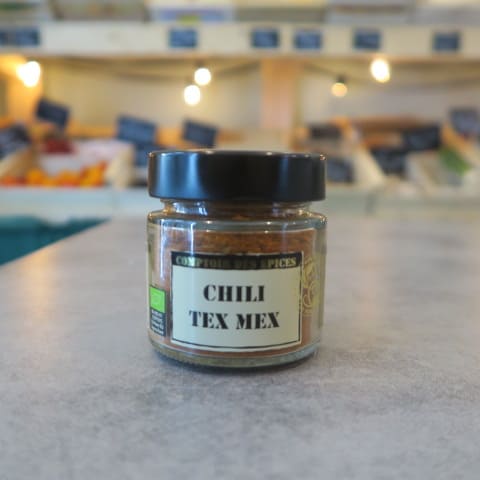 COMPTOIR DES EPICES
CHILI
TEX MEX